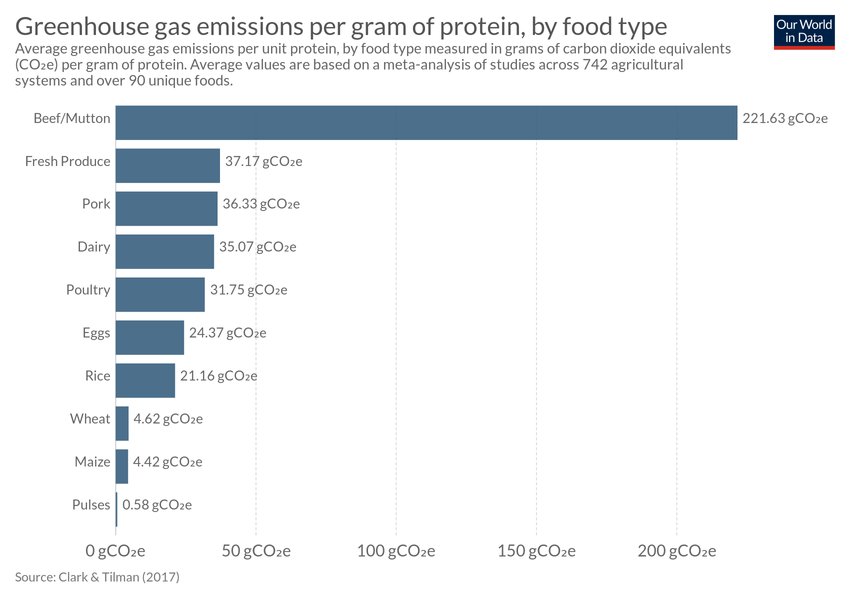 Greenhouse gas emissions per gram of protein, by food type
Our World
in Data
Average greenhouse gas emissions per unit protein, by food type measured in grams of carbon dioxide equivalents
(CO₂e) per gram of protein. Average values are based on a meta-analysis of studies across 742 agricultural
systems and over 90 unique foods.
Beef/Mutton 221.63 gCO₂e
Fresh Produce 37.17 gCO₂e
Pork 36.33 gCO₂e
Dairy 35.07 gCO₂e
Poultry 31.75 gCO₂e
Eggs 24.37 gCO₂e
Rice 21.16 gCO₂e
Wheat 4.62 gCO₂e
Maize 4.42 gCO₂e
Pulses 0.58 gCO₂e
0 gCO₂e 50 gCO₂e 100 gCO₂e 150 gCO₂e 200 gCO₂e
Source: Clark & Tilman (2017)